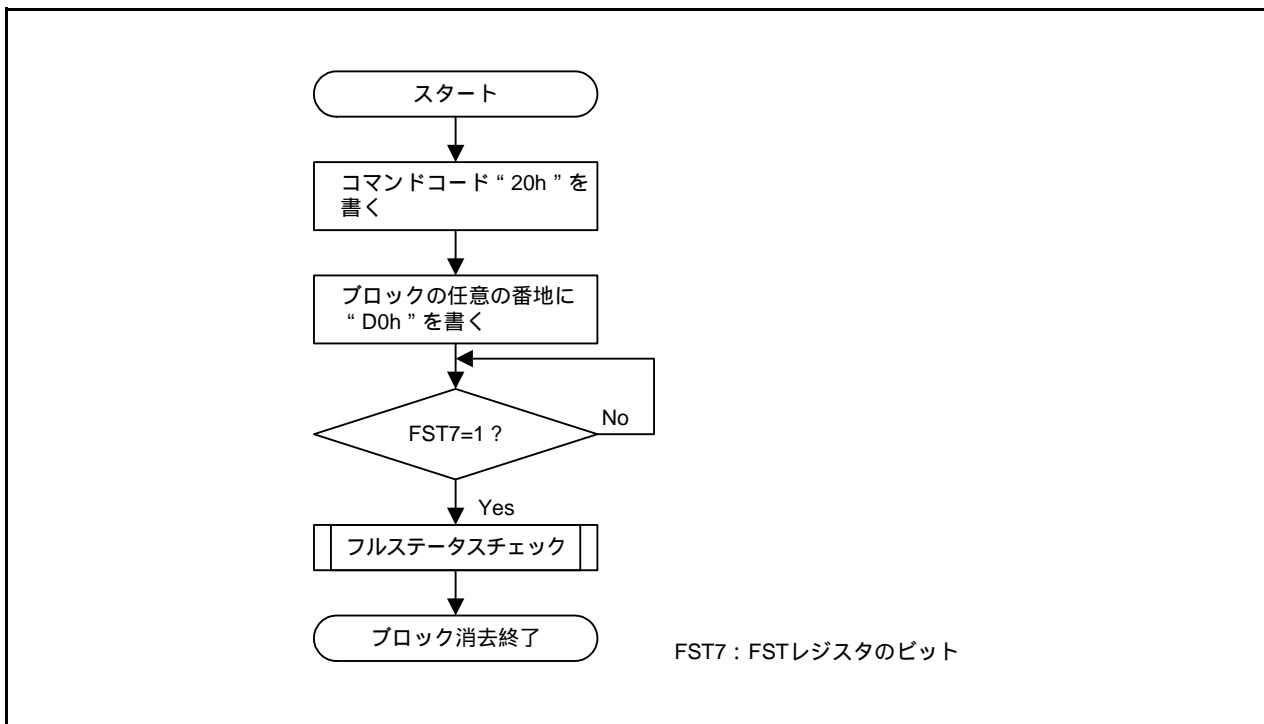 スタート
コマンドコード“ 20h ”を
書く
ブロックの任意の番地に
“ D0h ”を書く
FST7=1 ?
No
Yes
フルステータスチェック
ブロック消去終了
FST7 : FSTレジスタのビット